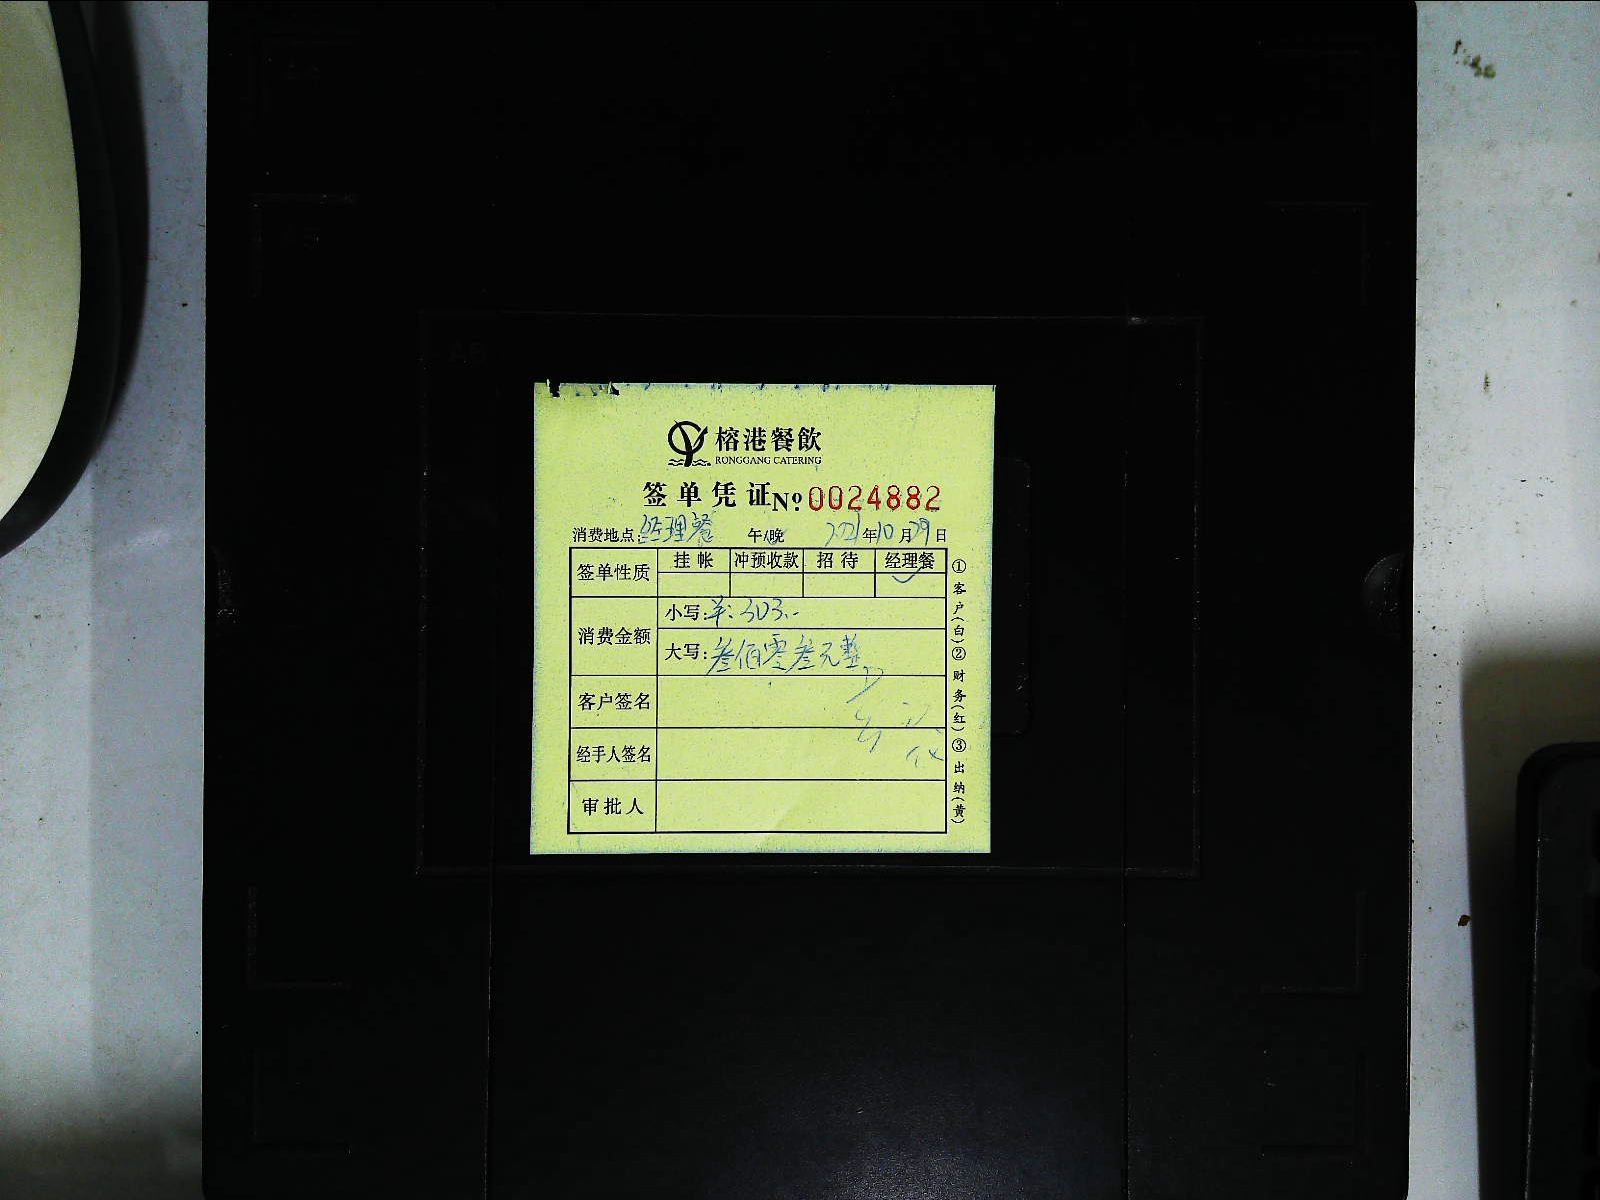 榕港餐飲
RONGGANG CATERING
签单凭证 Nº 0024882
消费地点:经理餐 午/晚 2021年10月29日
签单性质 挂帐 冲预收款 招待 经理餐
消费金额 小写:羊:303.-
大写:叁佰零叁元整
客户签名
经手人签名
审批人
①客户(白)②财务(红)③出纳(黄)
A5